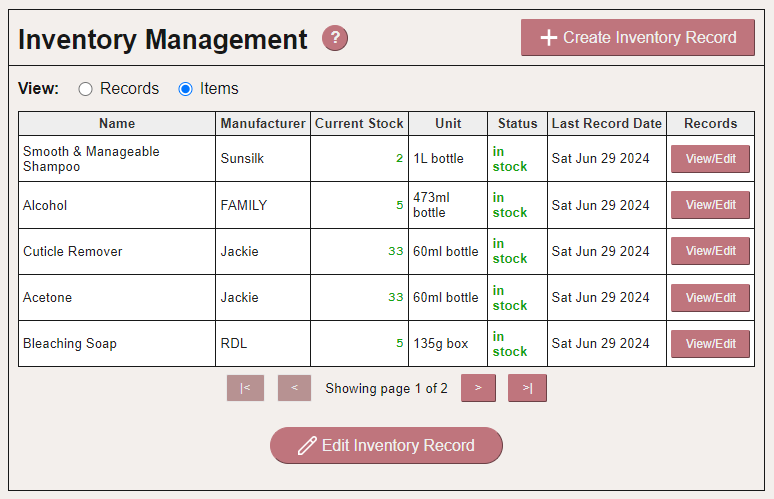 Inventory Management ? + Create Inventory Record
View: Records Items
Name Manufacturer Current Stock Unit Status Last Record Date Records
Smooth & Manageable Shampoo Sunsilk 2 1L bottle in stock Sat Jun 29 2024 View/Edit
Alcohol FAMILY 5 473ml bottle in stock Sat Jun 29 2024 View/Edit
Cuticle Remover Jackie 33 60ml bottle in stock Sat Jun 29 2024 View/Edit
Acetone Jackie 33 60ml bottle in stock Sat Jun 29 2024 View/Edit
Bleaching Soap RDL 5 135g box in stock Sat Jun 29 2024 View/Edit
|< < Showing page 1 of 2 > >|
Edit Inventory Record